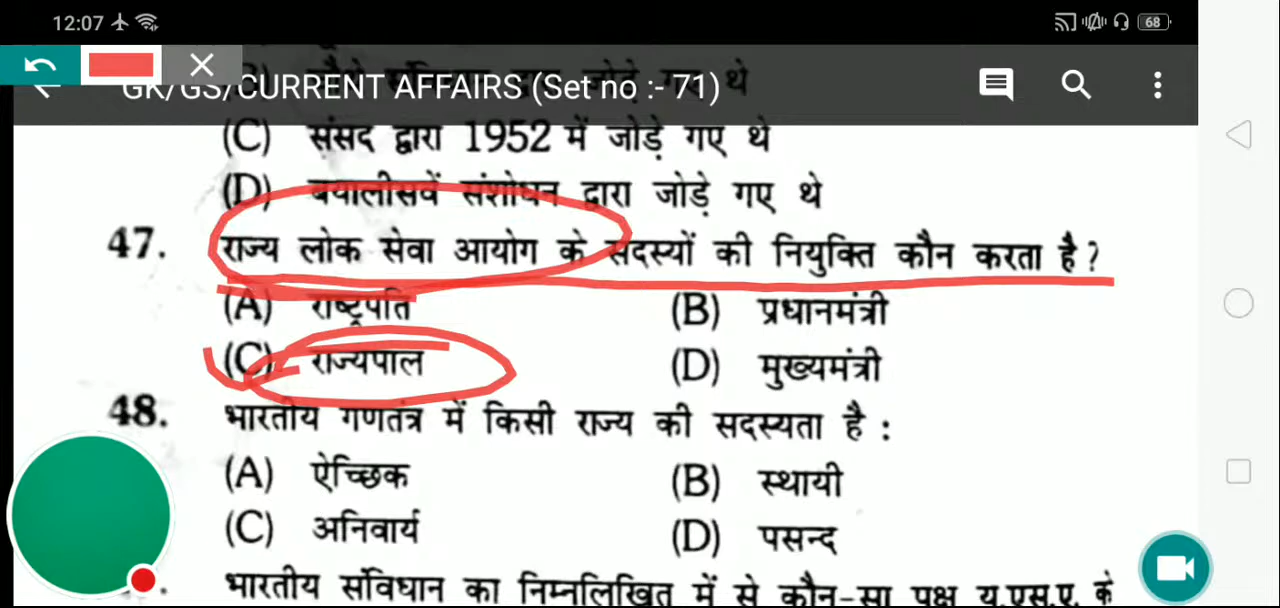 12:07
68
GK/GS/CURRENT AFFAIRS (Set no :- 71)
जोड़े गए थे
(C) संसद द्वारा 1952 में जोड़े गए थे
(D) बयालीसवें संशोधन द्वारा जोड़े गए थे
47. राज्य लोक सेवा आयोग के सदस्यों की नियुक्ति कौन करता है?
(A) राष्ट्रपति (B) प्रधानमंत्री
(C) राज्यपाल (D) मुख्यमंत्री
48. भारतीय गणतंत्र में किसी राज्य की सदस्यता है :
(A) ऐच्छिक (B) स्थायी
(C) अनिवार्य (D) पसन्द
भारतीय संविधान का निम्नलिखित में से कौन-सा पक्ष यू.एस.ए. के